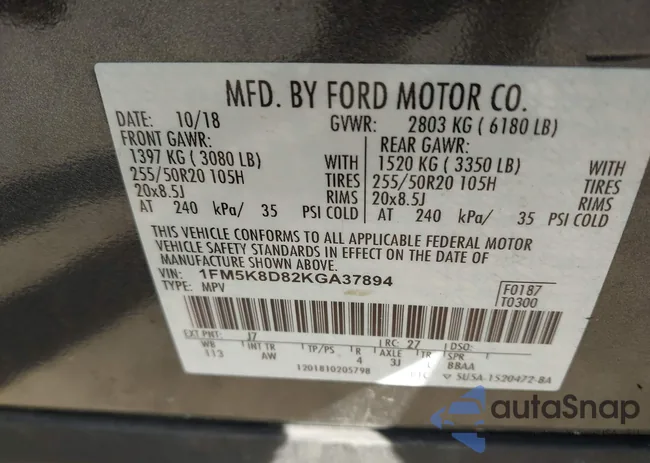 MFD. BY FORD MOTOR CO.
DATE: 10/18 GVWR: 2803 KG ( 6180 LB)
FRONT GAWR: REAR GAWR:
1397 KG ( 3080 LB) WITH 1520 KG ( 3350 LB) WITH
255/50R20 105H TIRES 255/50R20 105H TIRES
20x8.5J RIMS 20x8.5J RIMS
AT 240 kPa/ 35 PSI COLD AT 240 kPa/ 35 PSI COLD
THIS VEHICLE CONFORMS TO ALL APPLICABLE FEDERAL MOTOR
VEHICLE SAFETY STANDARDS IN EFFECT ON THE DATE OF
MANUFACTURE SHOWN ABOVE.
VIN: 1FM5K8D82KGA37894 F0187
TYPE: MPV T0300
EXT PNT: J7 RC: 27 DSO:
WB INT TR TP/PS R AXLE TR SPR
113 AW 4 3J BBAA
1201810205798 5U5A-1520472-BA
autoSnap